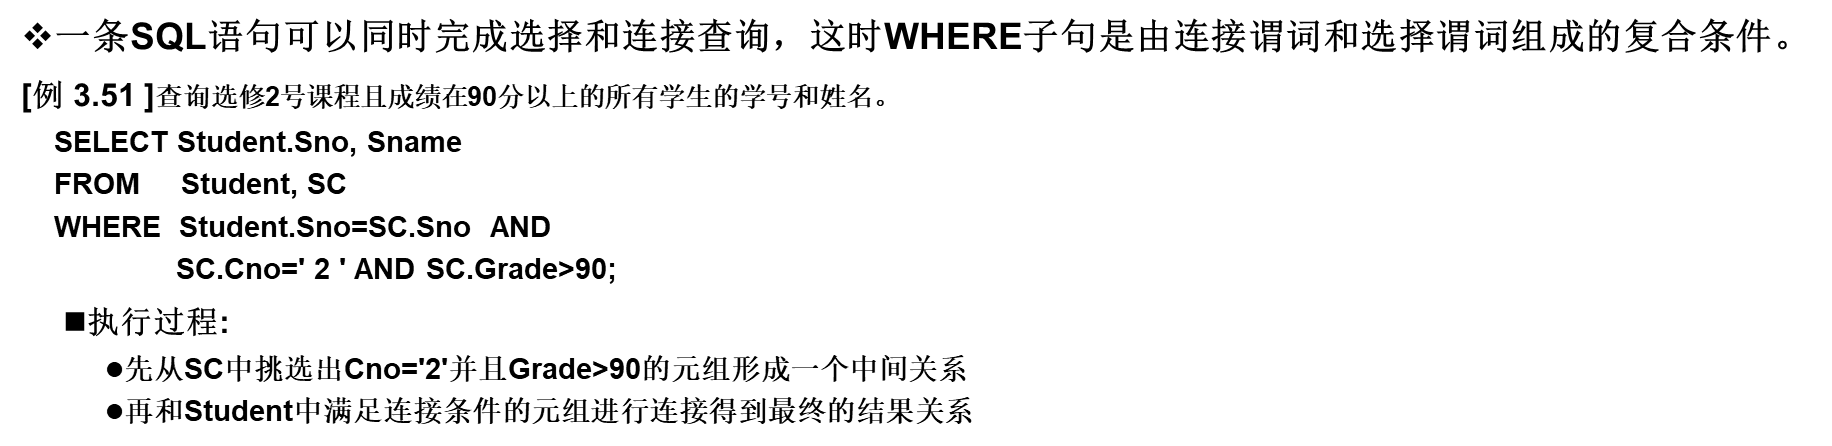 ❖一条SQL语句可以同时完成选择和连接查询，这时WHERE子句是由连接谓词和选择谓词组成的复合条件。
[例 3.51 ]查询选修2号课程且成绩在90分以上的所有学生的学号和姓名。
SELECT Student.Sno, Sname
FROM Student, SC
WHERE Student.Sno=SC.Sno AND
SC.Cno=' 2 ' AND SC.Grade>90;
■执行过程:
●先从SC中挑选出Cno='2'并且Grade>90的元组形成一个中间关系
●再和Student中满足连接条件的元组进行连接得到最终的结果关系